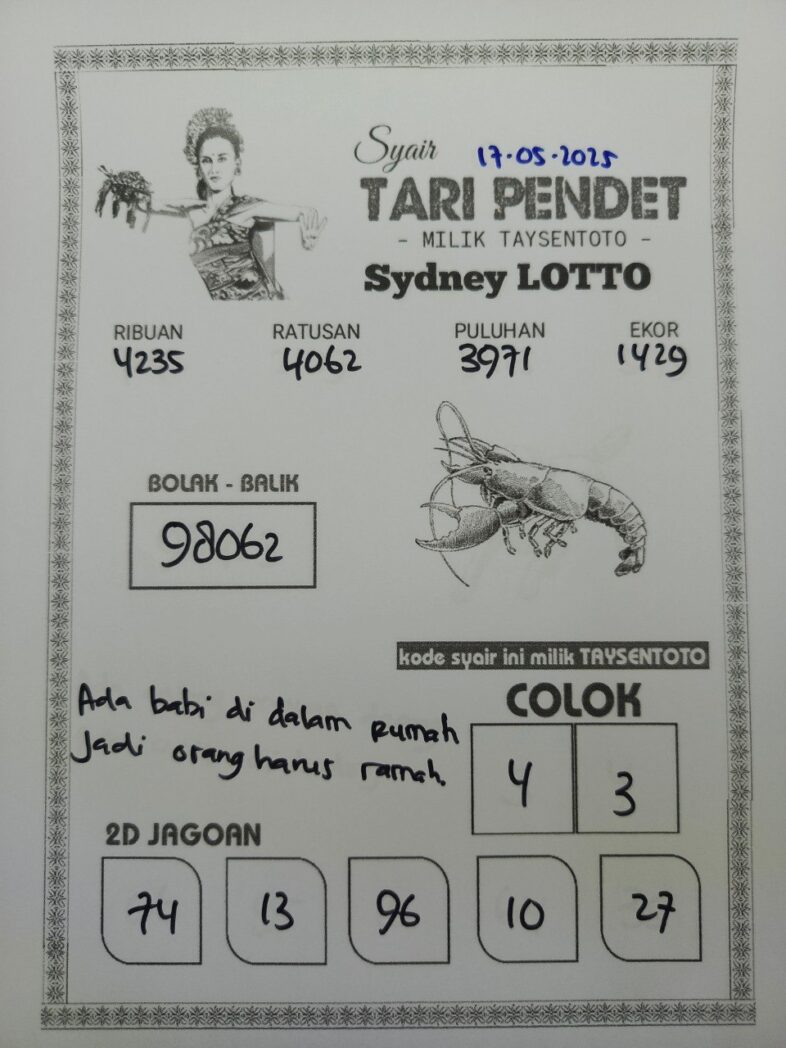 Syair 17.05.2025
TARI PENDET
- MILIK TAYSENTOTO -
Sydney LOTTO
RIBUAN RATUSAN PULUHAN EKOR
4235 4062 3971 1429
BOLAK - BALIK
98062
kode syair ini milik TAYSENTOTO
Ada babi di dalam rumah
Jadi orang harus ramah.
COLOK
4 3
2D JAGOAN
74 13 96 10 27